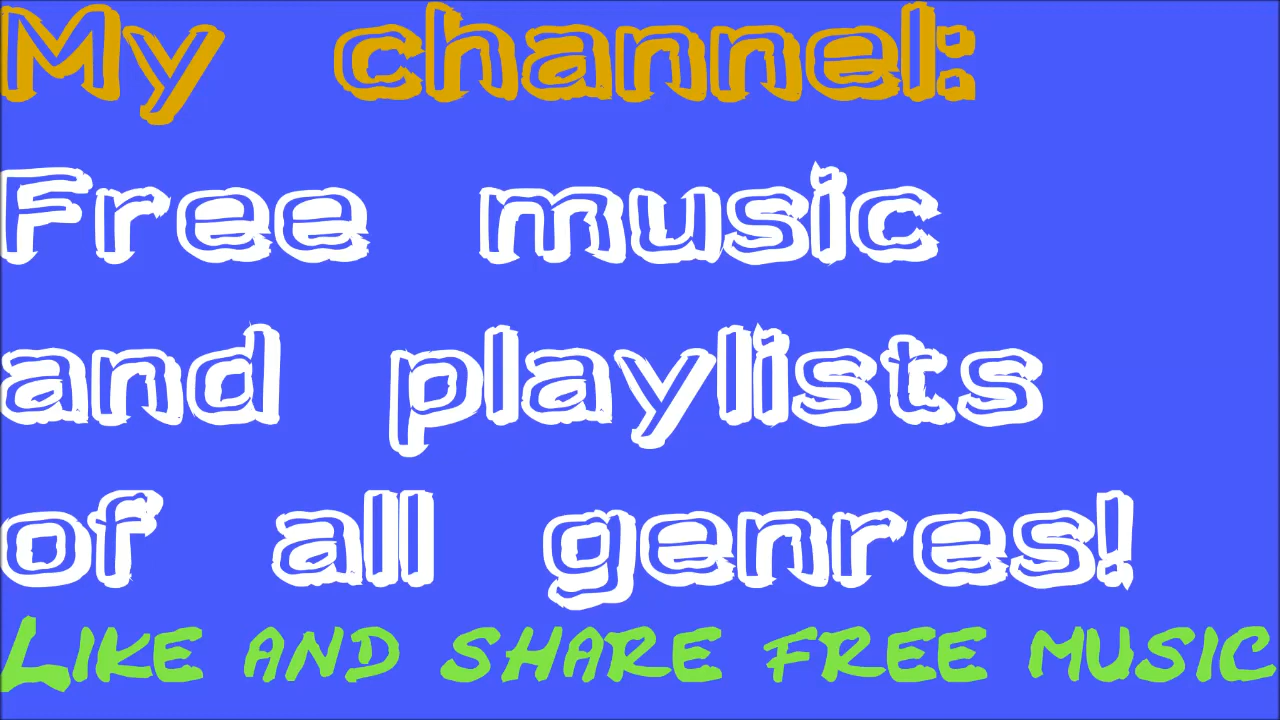 My channel:
Free music
and playlists
of all genres!
Like and share free music